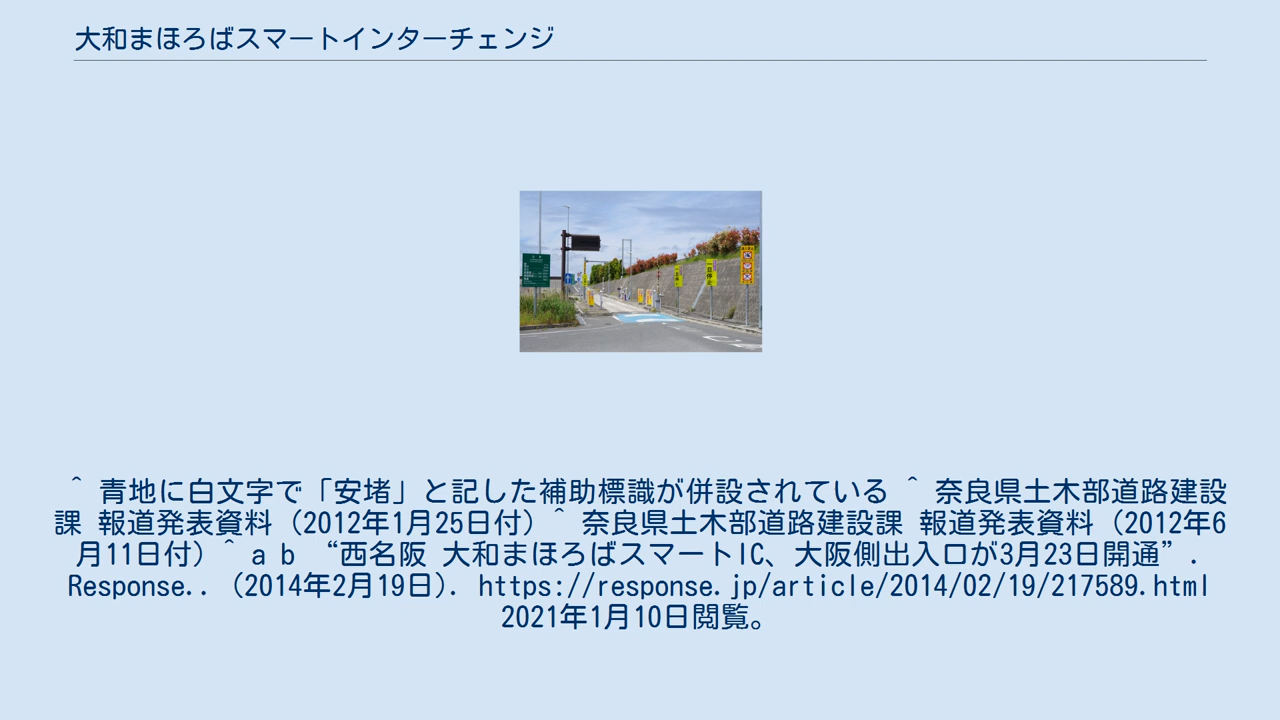 大和まほろばスマートインターチェンジ
一旦停止
^ 青地に白文字で「安堵」と記した補助標識が併設されている ^ 奈良県土木部道路建設
課 報道発表資料（2012年1月25日付）^ 奈良県土木部道路建設課 報道発表資料（2012年6
月11日付）^ a b “西名阪 大和まほろばスマートIC、大阪側出入口が3月23日開通”.
Response.. (2014年2月19日). https://response.jp/article/2014/02/19/217589.html
2021年1月10日閲覧。